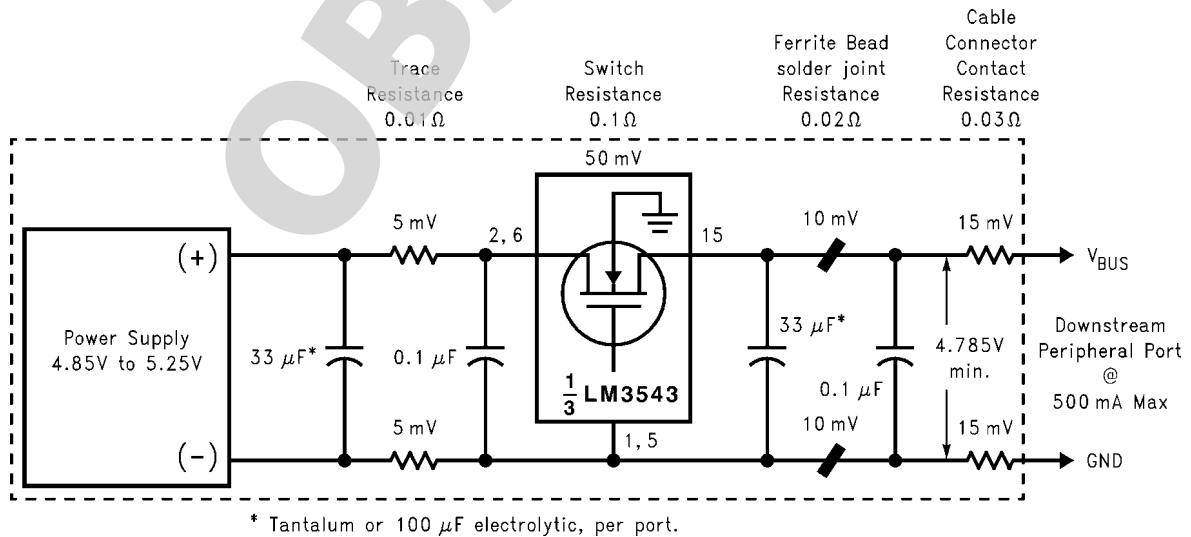 Trace
Resistance
0.01Ω
Switch
Resistance
0.1Ω
Ferrite Bead
solder joint
Resistance
0.02Ω
Cable
Connector
Contact
Resistance
0.03Ω
50 mV
5 mV
2, 6
15
10 mV
15 mV
(+)
V_BUS
Power Supply
4.85V to 5.25V
33 μF*
0.1 μF
1/3 LM3543
33 μF*
0.1 μF
4.785V
min.
Downstream
Peripheral Port
@
500 mA Max
5 mV
1, 5
10 mV
15 mV
(-)
GND
* Tantalum or 100 μF electrolytic, per port.